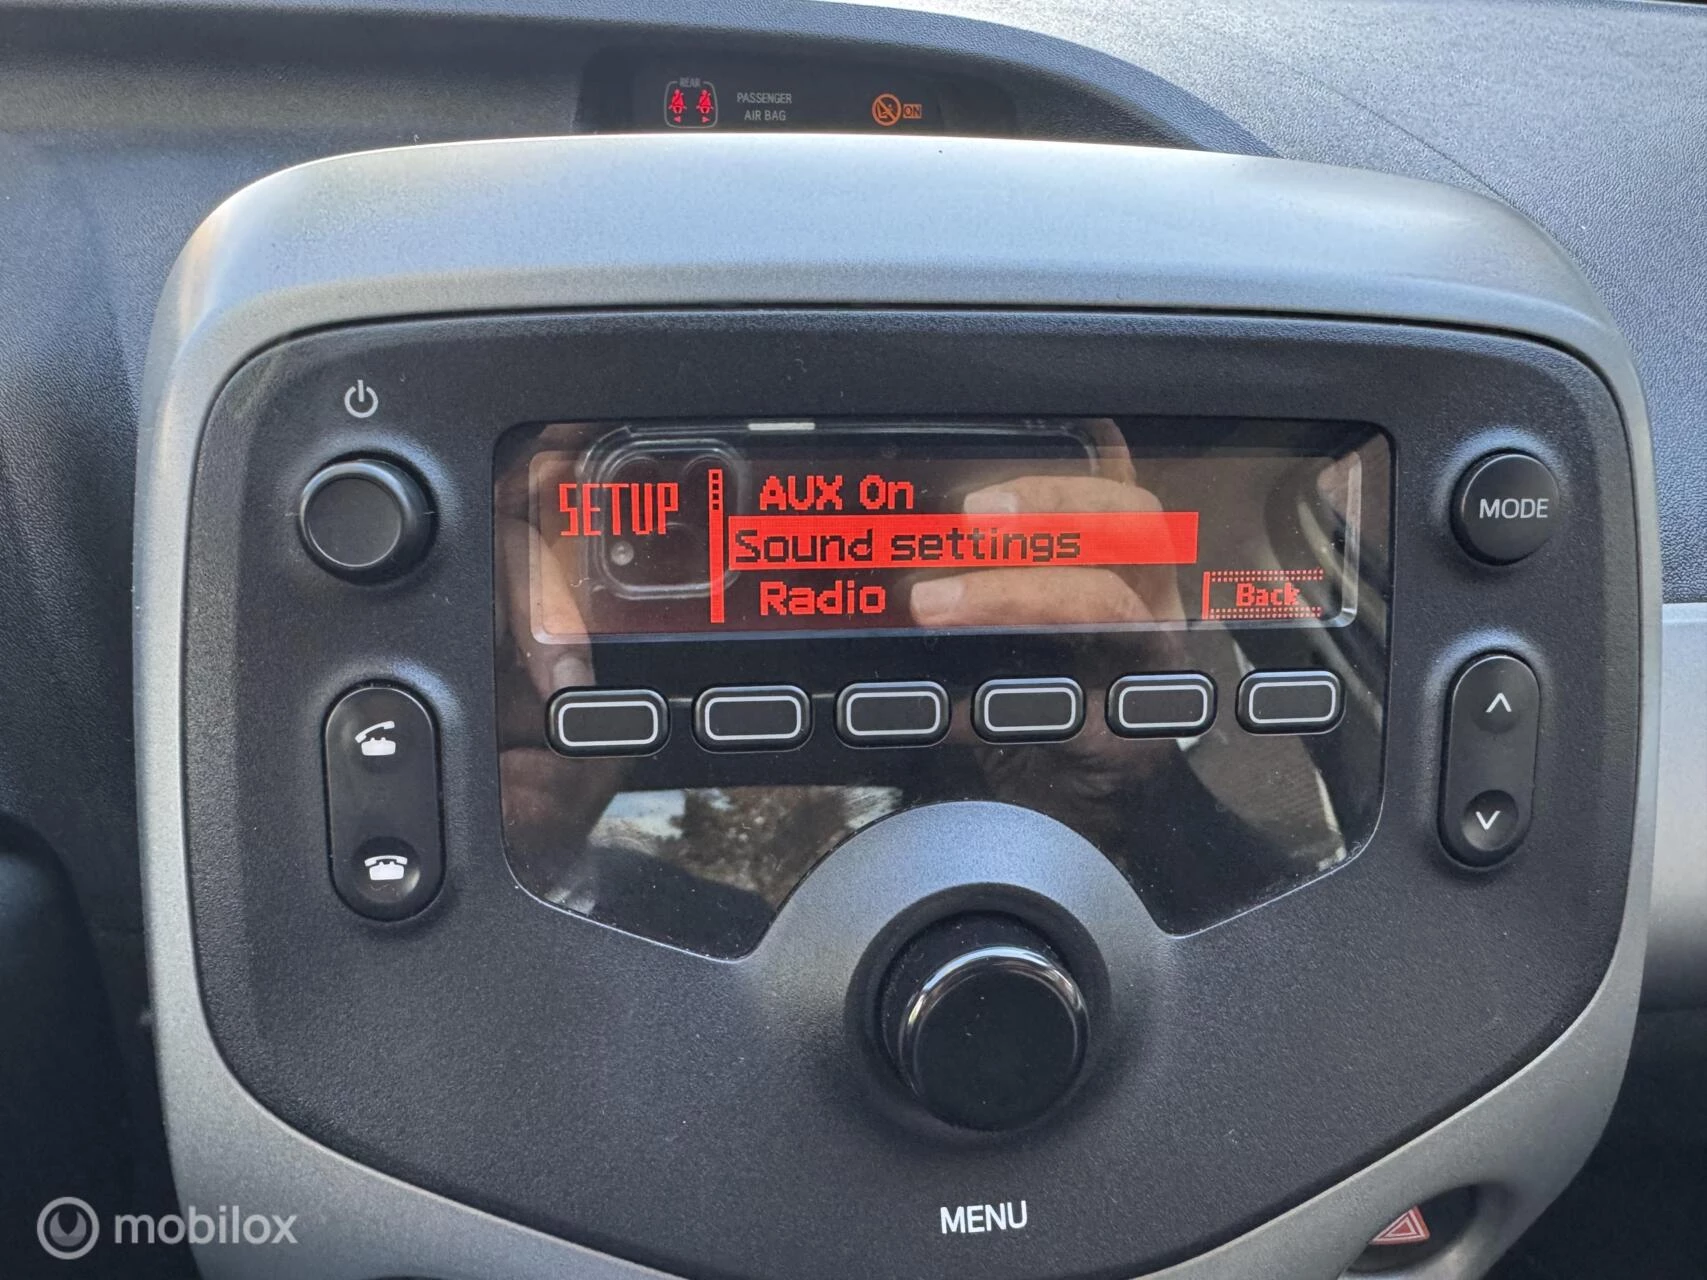 REAR
PASSENGER
AIR BAG
ON
SETUP
AUX On
Sound settings
Radio
Back
MODE
MENU
mobilox